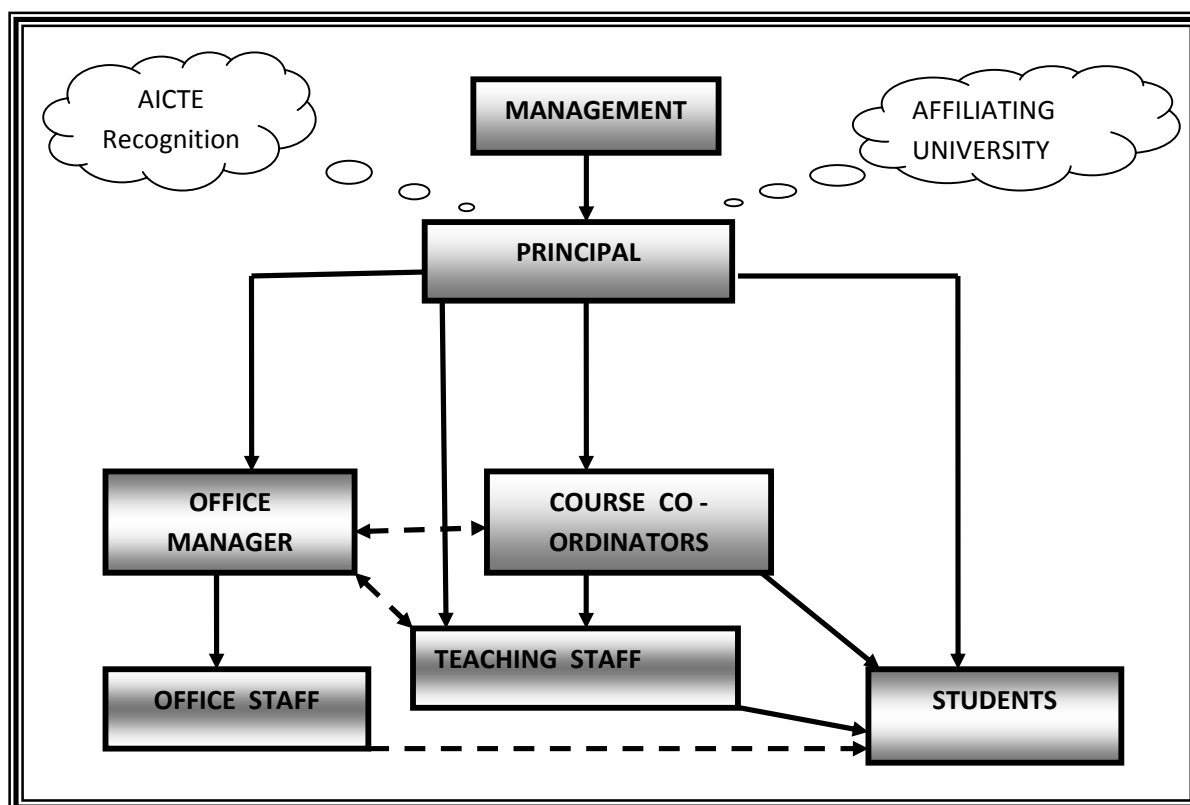 AICTE
Recognition
MANAGEMENT
AFFILIATING
UNIVERSITY
PRINCIPAL
OFFICE
MANAGER
COURSE CO -
ORDINATORS
TEACHING STAFF
OFFICE STAFF
STUDENTS